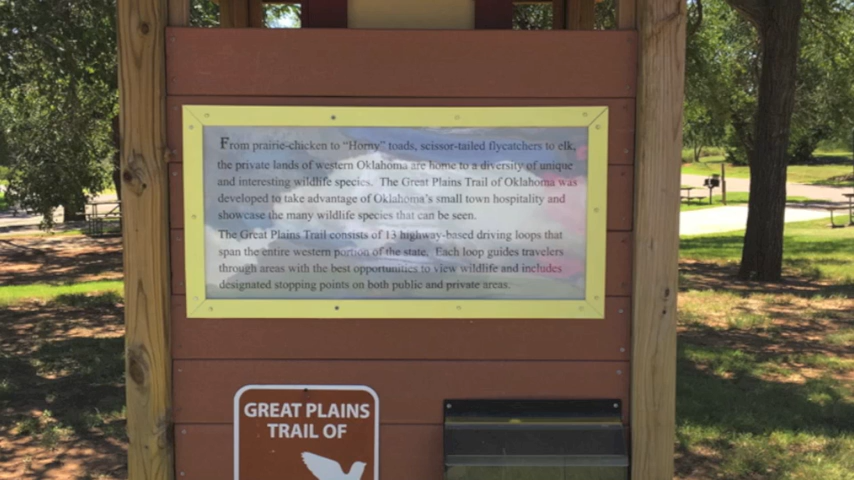 From prairie-chicken to "Horny" toads, scissor-tailed flycatchers to elk,
the private lands of western Oklahoma are home to a diversity of unique
and interesting wildlife species. The Great Plains Trail of Oklahoma was
developed to take advantage of Oklahoma's small town hospitality and
showcase the many wildlife species that can be seen.
The Great Plains Trail consists of 13 highway-based driving loops that
span the entire western portion of the state. Each loop guides travelers
through areas with the best opportunities to view wildlife and includes
designated stopping points on both public and private areas.
GREAT PLAINS
TRAIL OF